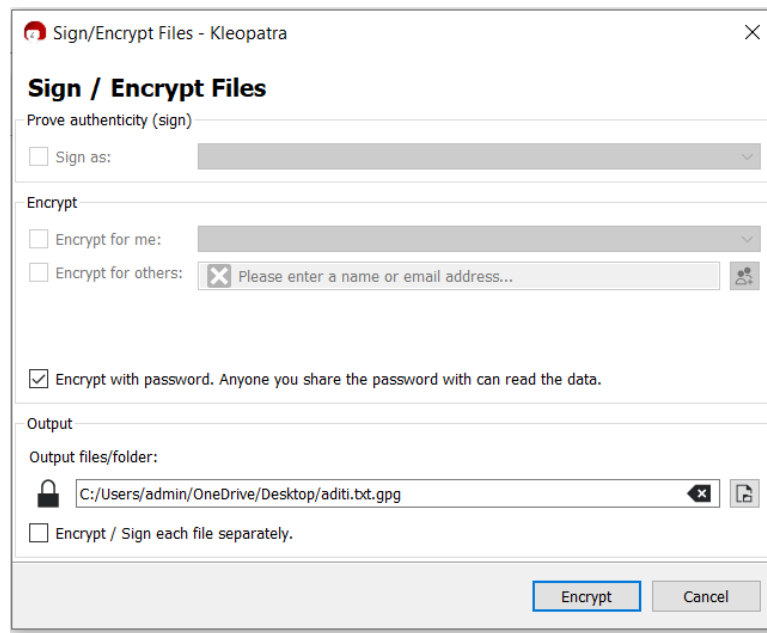 Sign/Encrypt Files - Kleopatra
Sign / Encrypt Files
Prove authenticity (sign)
Sign as:
Encrypt
Encrypt for me:
Encrypt for others: Please enter a name or email address...
Encrypt with password. Anyone you share the password with can read the data.
Output
Output files/folder:
C:/Users/admin/OneDrive/Desktop/aditi.txt.gpg
Encrypt / Sign each file separately.
Encrypt Cancel